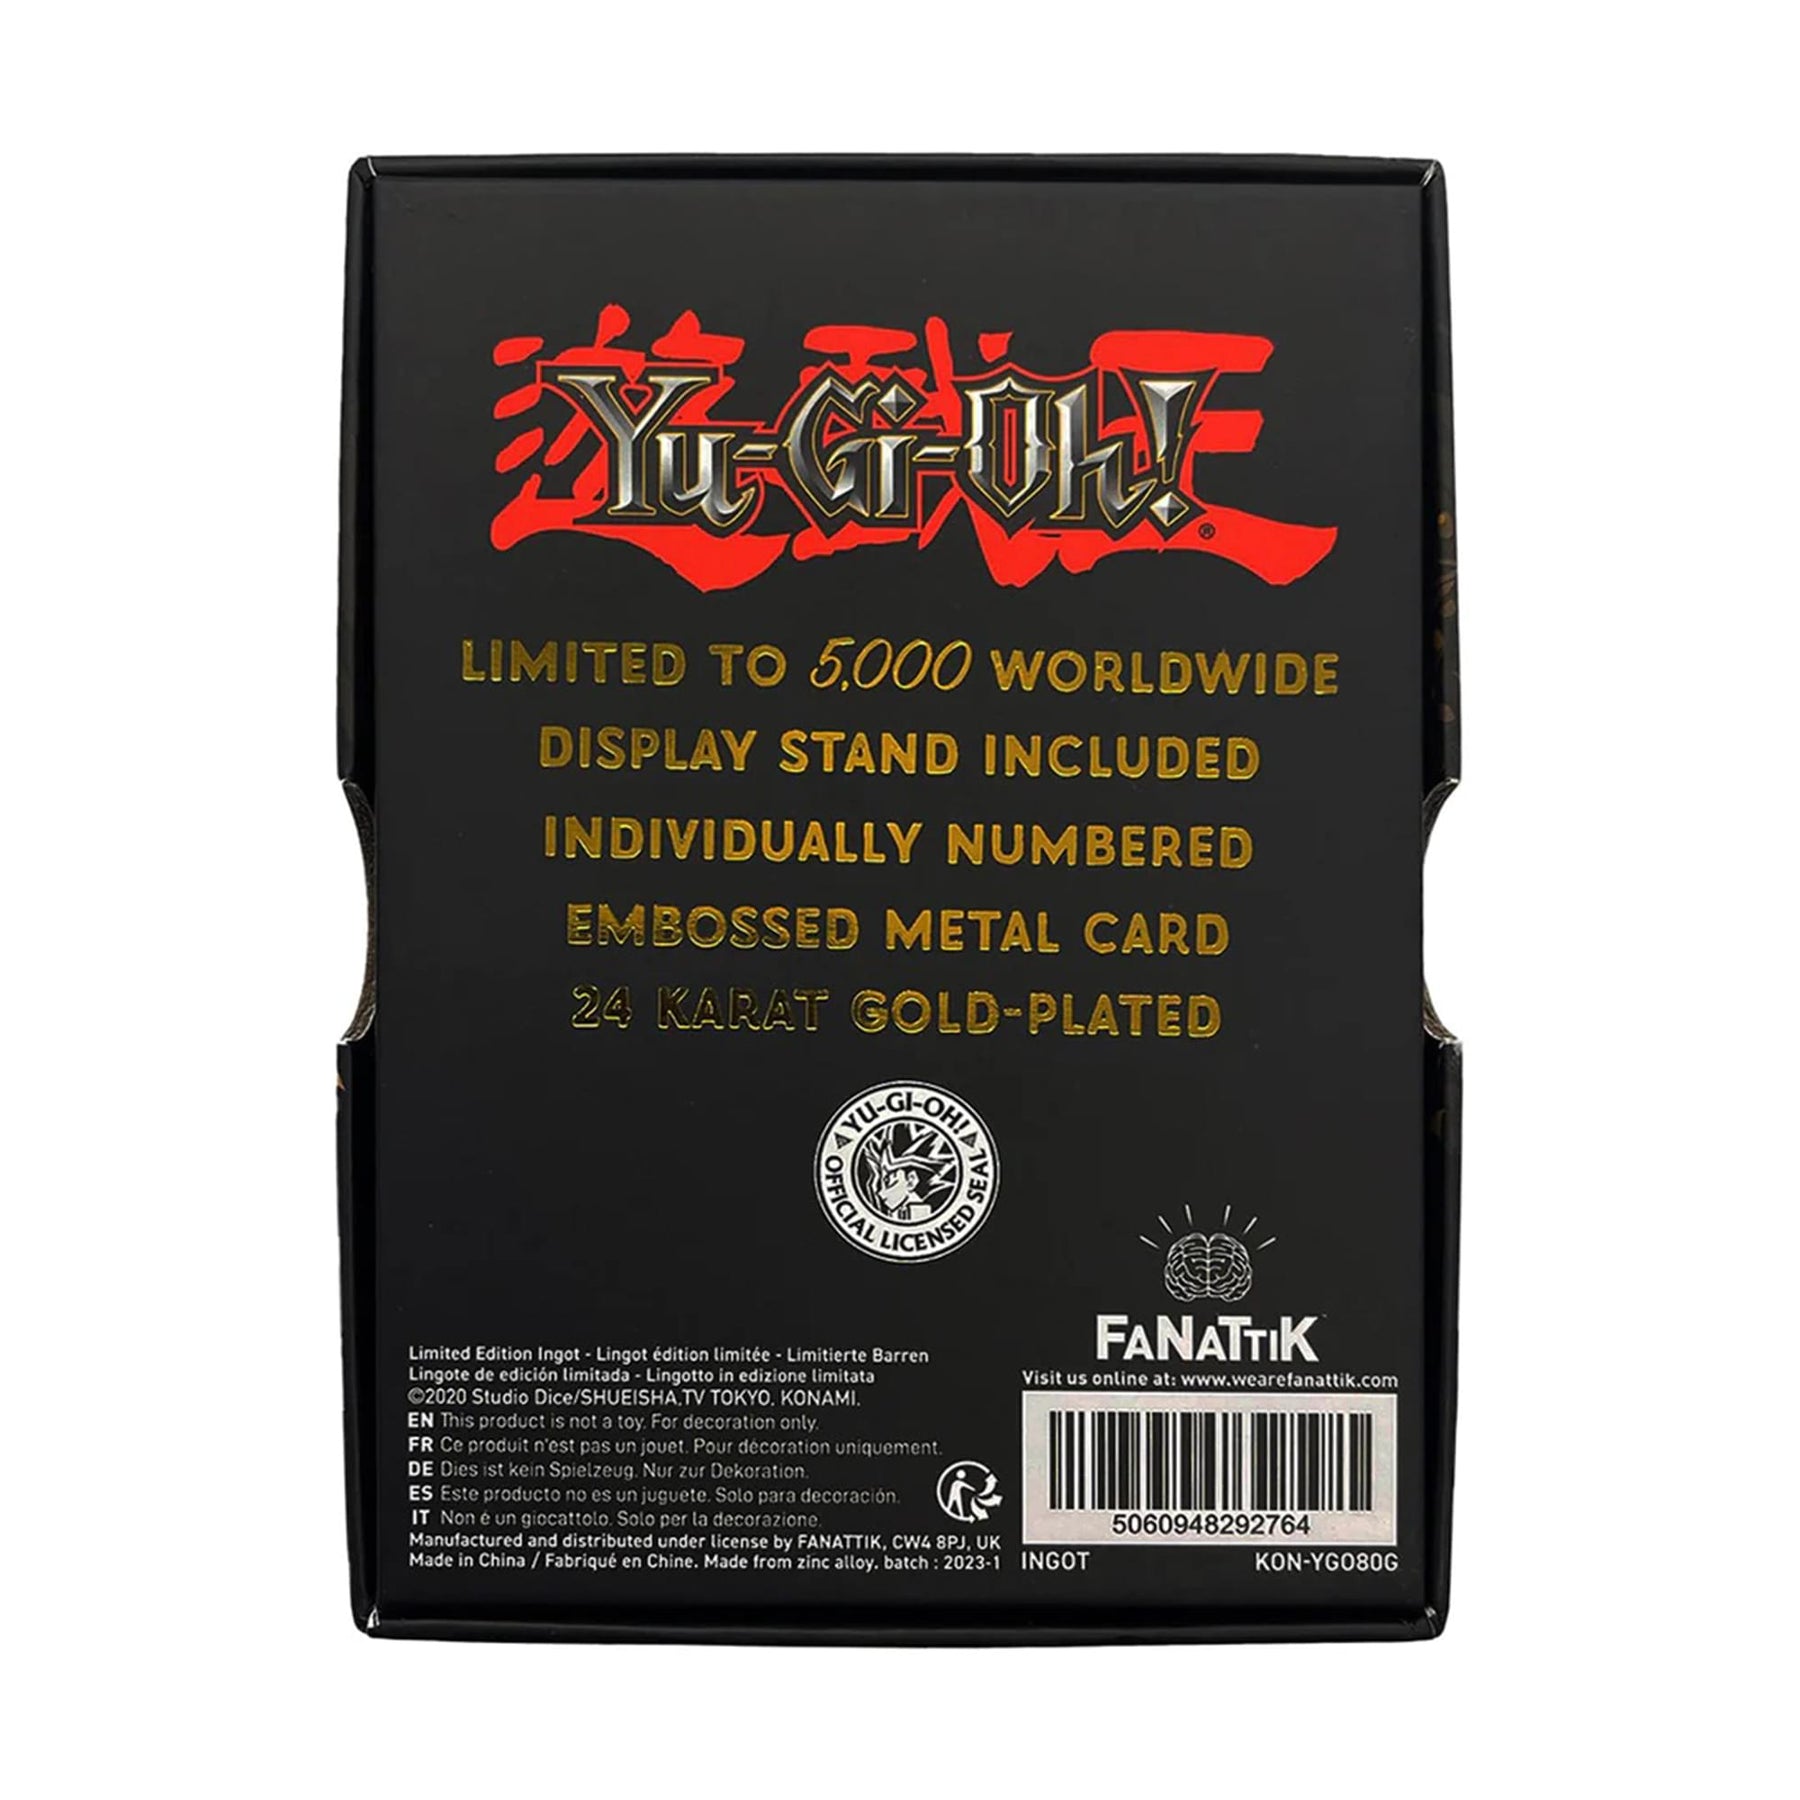 遊戯王
Yu-Gi-Oh!®
LIMITED TO 5,000 WORLDWIDE
DISPLAY STAND INCLUDED
INDIVIDUALLY NUMBERED
EMBOSSED METAL CARD
24 KARAT GOLD-PLATED
YU-GI-OH!
OFFICIAL LICENSED SEAL
FANATTIK
Visit us online at: www.wearefanattik.com
Limited Edition Ingot - Lingot édition limitée - Limitierte Barren
Lingote de edición limitada - Lingotto in edizione limitata
©2020 Studio Dice/SHUEISHA,TV TOKYO, KONAMI.
EN This product is not a toy. For decoration only.
FR Ce produit n'est pas un jouet. Pour décoration uniquement.
DE Dies ist kein Spielzeug. Nur zur Dekoration.
ES Este producto no es un juguete. Solo para decoración.
IT Non é un giocattolo. Solo per la decorazione.
Manufactured and distributed under license by FANATTIK, CW4 8PJ, UK
Made in China / Fabriqué en Chine. Made from zinc alloy. batch : 2023-1
5060948292764
INGOT KON-YGO80G